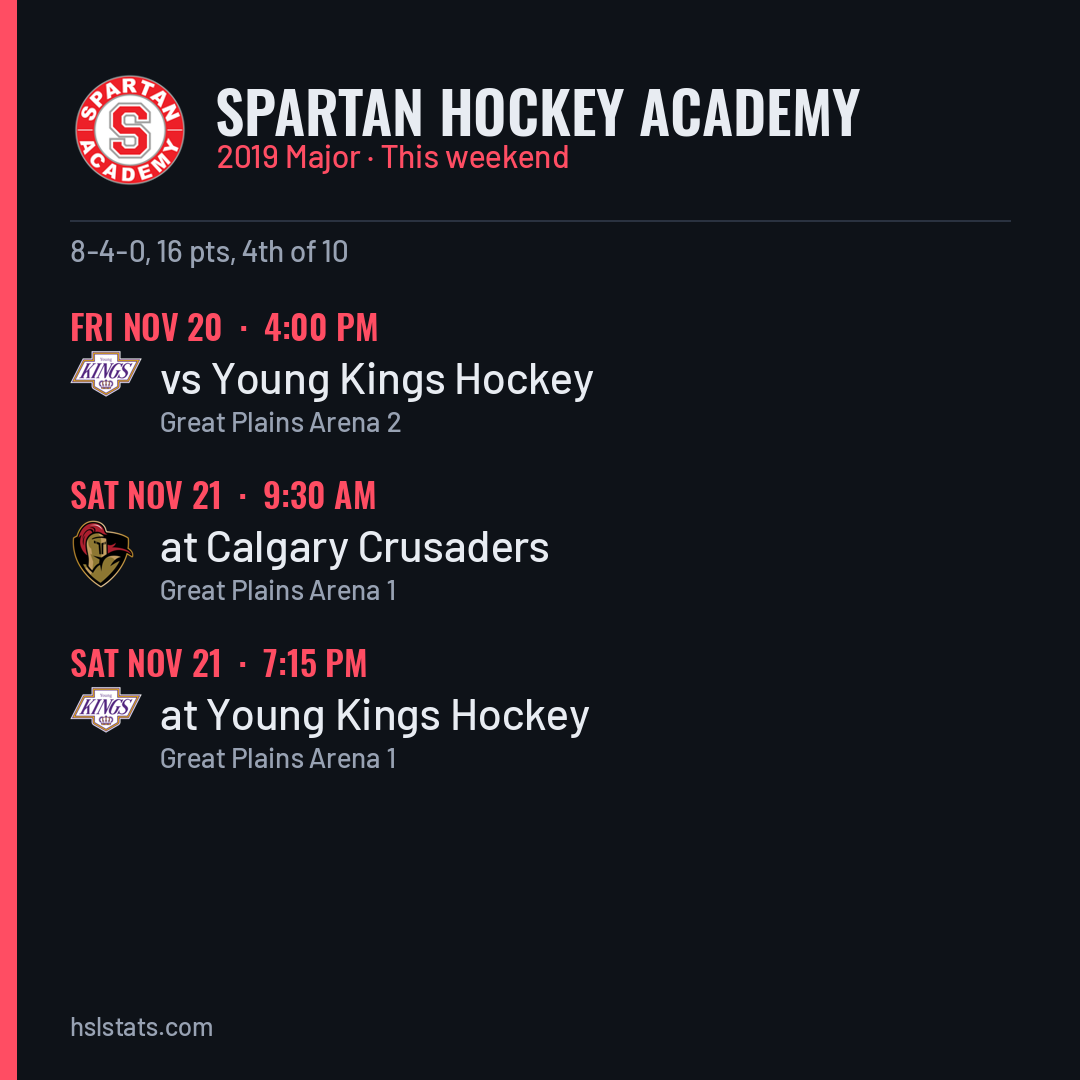 SPARTAN ACADEMY
S
SPARTAN HOCKEY ACADEMY
2019 Major · This weekend
8-4-0, 16 pts, 4th of 10
FRI NOV 20 · 4:00 PM
Young KINGS
vs Young Kings Hockey
Great Plains Arena 2
SAT NOV 21 · 9:30 AM
at Calgary Crusaders
Great Plains Arena 1
SAT NOV 21 · 7:15 PM
Young KINGS
at Young Kings Hockey
Great Plains Arena 1
hslstats.com